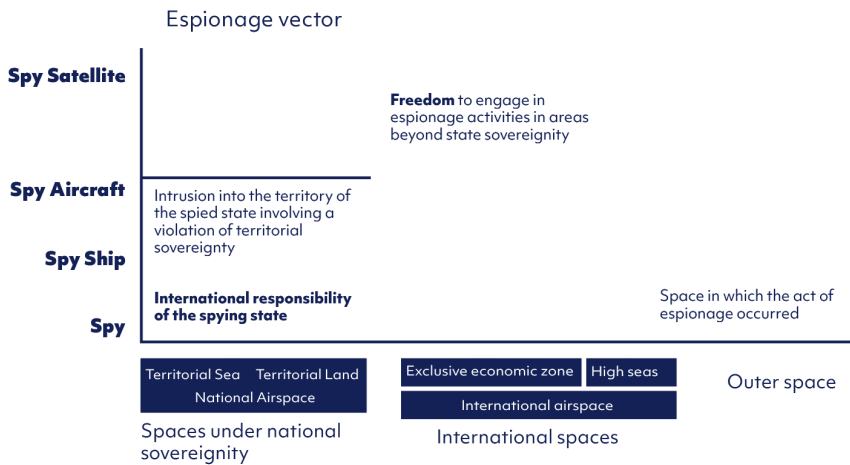 Espionage vector
Spy Satellite
Freedom to engage in
espionage activities in areas
beyond state sovereignity
Spy Aircraft
Intrusion into the territory of
the spied state involving a
violation of territorial
sovereignty
Spy Ship
International responsibility
of the spying state
Space in which the act of
espionage occurred
Spy
Territorial Sea Territorial Land
National Airspace
Exclusive economic zone
High seas
International airspace
Outer space
Spaces under national
sovereignity
International spaces